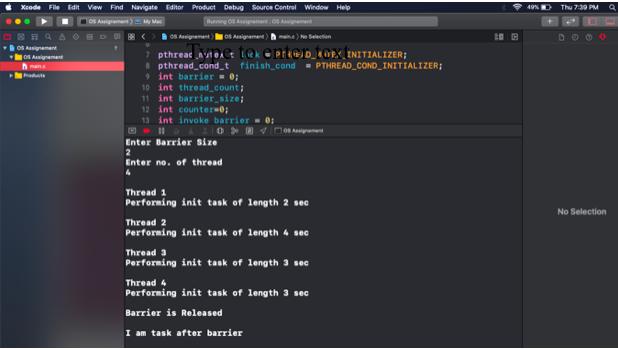 Xcode File Edit View Find Navigate Editor Product Debug Source Control Window Help 49% Thu 7:39 PM
OS Assignement My Mac Running OS Assignement : OS Assignement
OS Assignement OS Assignement main.c No Selection
OS Assignement
OS Assignement
main.c
Products
Type to enter text
6
7 = PTHREAD_MUTEX_INITIALIZER;
8 pthread_cond_t finish_cond = PTHREAD_COND_INITIALIZER;
9 int barrier = 0;
10 int thread_count;
11 int barrier_size;
12 int counter=0;
13 int invoke_barrier = 0;
OS Assignement
Enter Barrier Size
2
Enter no. of thread
4
Thread 1
Performing init task of length 2 sec
Thread 2
Performing init task of length 4 sec
Thread 3
Performing init task of length 3 sec
Thread 4
Performing init task of length 3 sec
Barrier is Released
I am task after barrier
No Selection